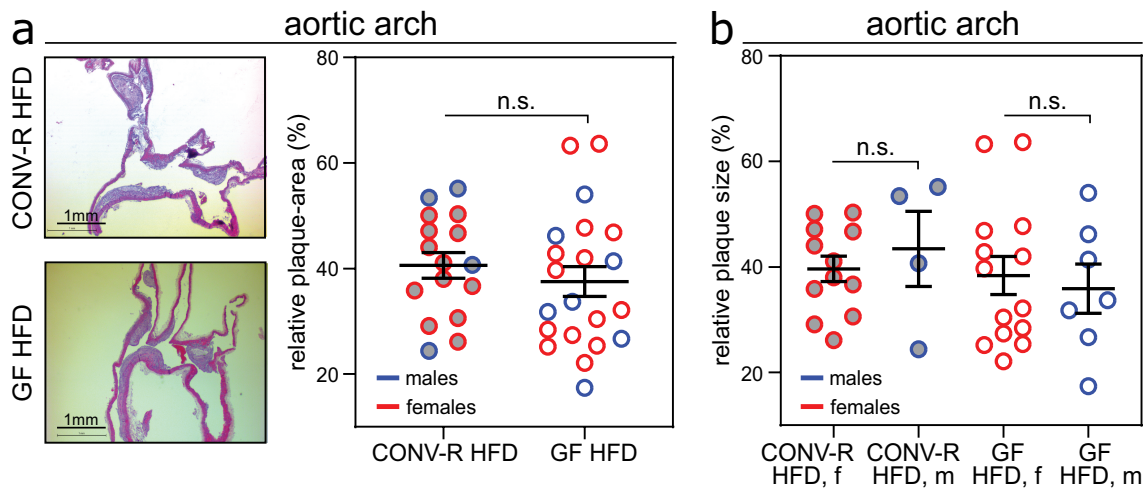 a
aortic arch
CONV-R HFD
1mm
GF HFD
1mm
relative plaque-area (%)
80
60
40
20
n.s.
males
females
CONV-R HFD
GF HFD
b
aortic arch
relative plaque size (%)
80
60
40
20
n.s.
n.s.
males
females
CONV-R
HFD, f
CONV-R
HFD, m
GF
HFD, f
GF
HFD, m